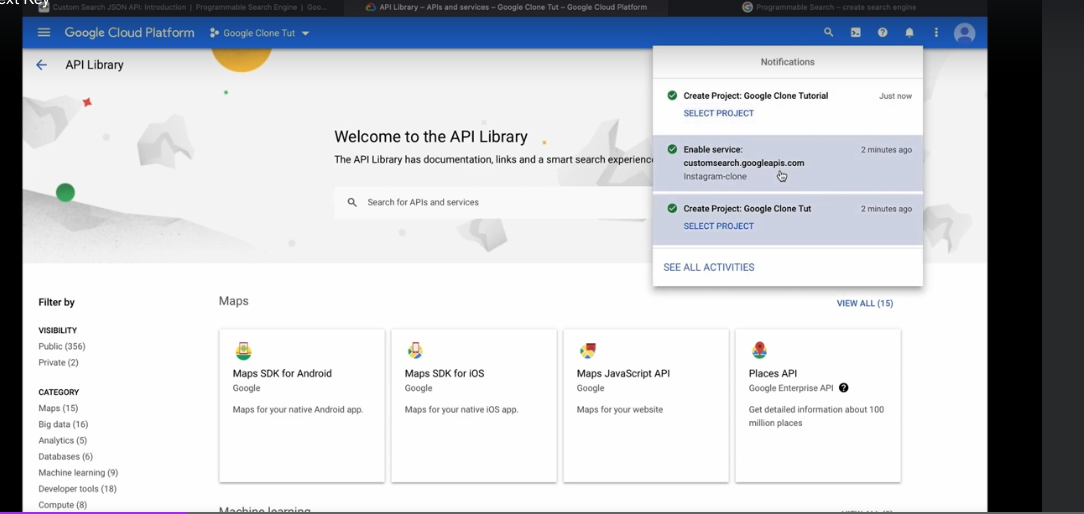 ext Key
Custom Search JSON API: Introduction | Programmable Search Engine | Goo...
API Library – APIs and services – Google Clone Tut – Google Cloud Platform
Programmable Search – create search engine
Google Cloud Platform
Google Clone Tut
API Library
Notifications
Create Project: Google Clone Tutorial
Just now
SELECT PROJECT
Enable service:
2 minutes ago
customsearch.googleapis.com
Instagram-clone
Create Project: Google Clone Tut
2 minutes ago
SELECT PROJECT
SEE ALL ACTIVITIES
Welcome to the API Library
The API Library has documentation, links and a smart search experience
Search for APIs and services
Filter by
VISIBILITY
Public (356)
Private (2)
CATEGORY
Maps (15)
Big data (16)
Analytics (5)
Databases (6)
Machine learning (9)
Developer tools (18)
Compute (8)
Maps
VIEW ALL (15)
Maps SDK for Android
Google
Maps for your native Android app.
Maps SDK for iOS
Google
Maps for your native iOS app.
Maps JavaScript API
Google
Maps for your website
Places API
Google Enterprise API
Get detailed information about 100
million places
Machine learning